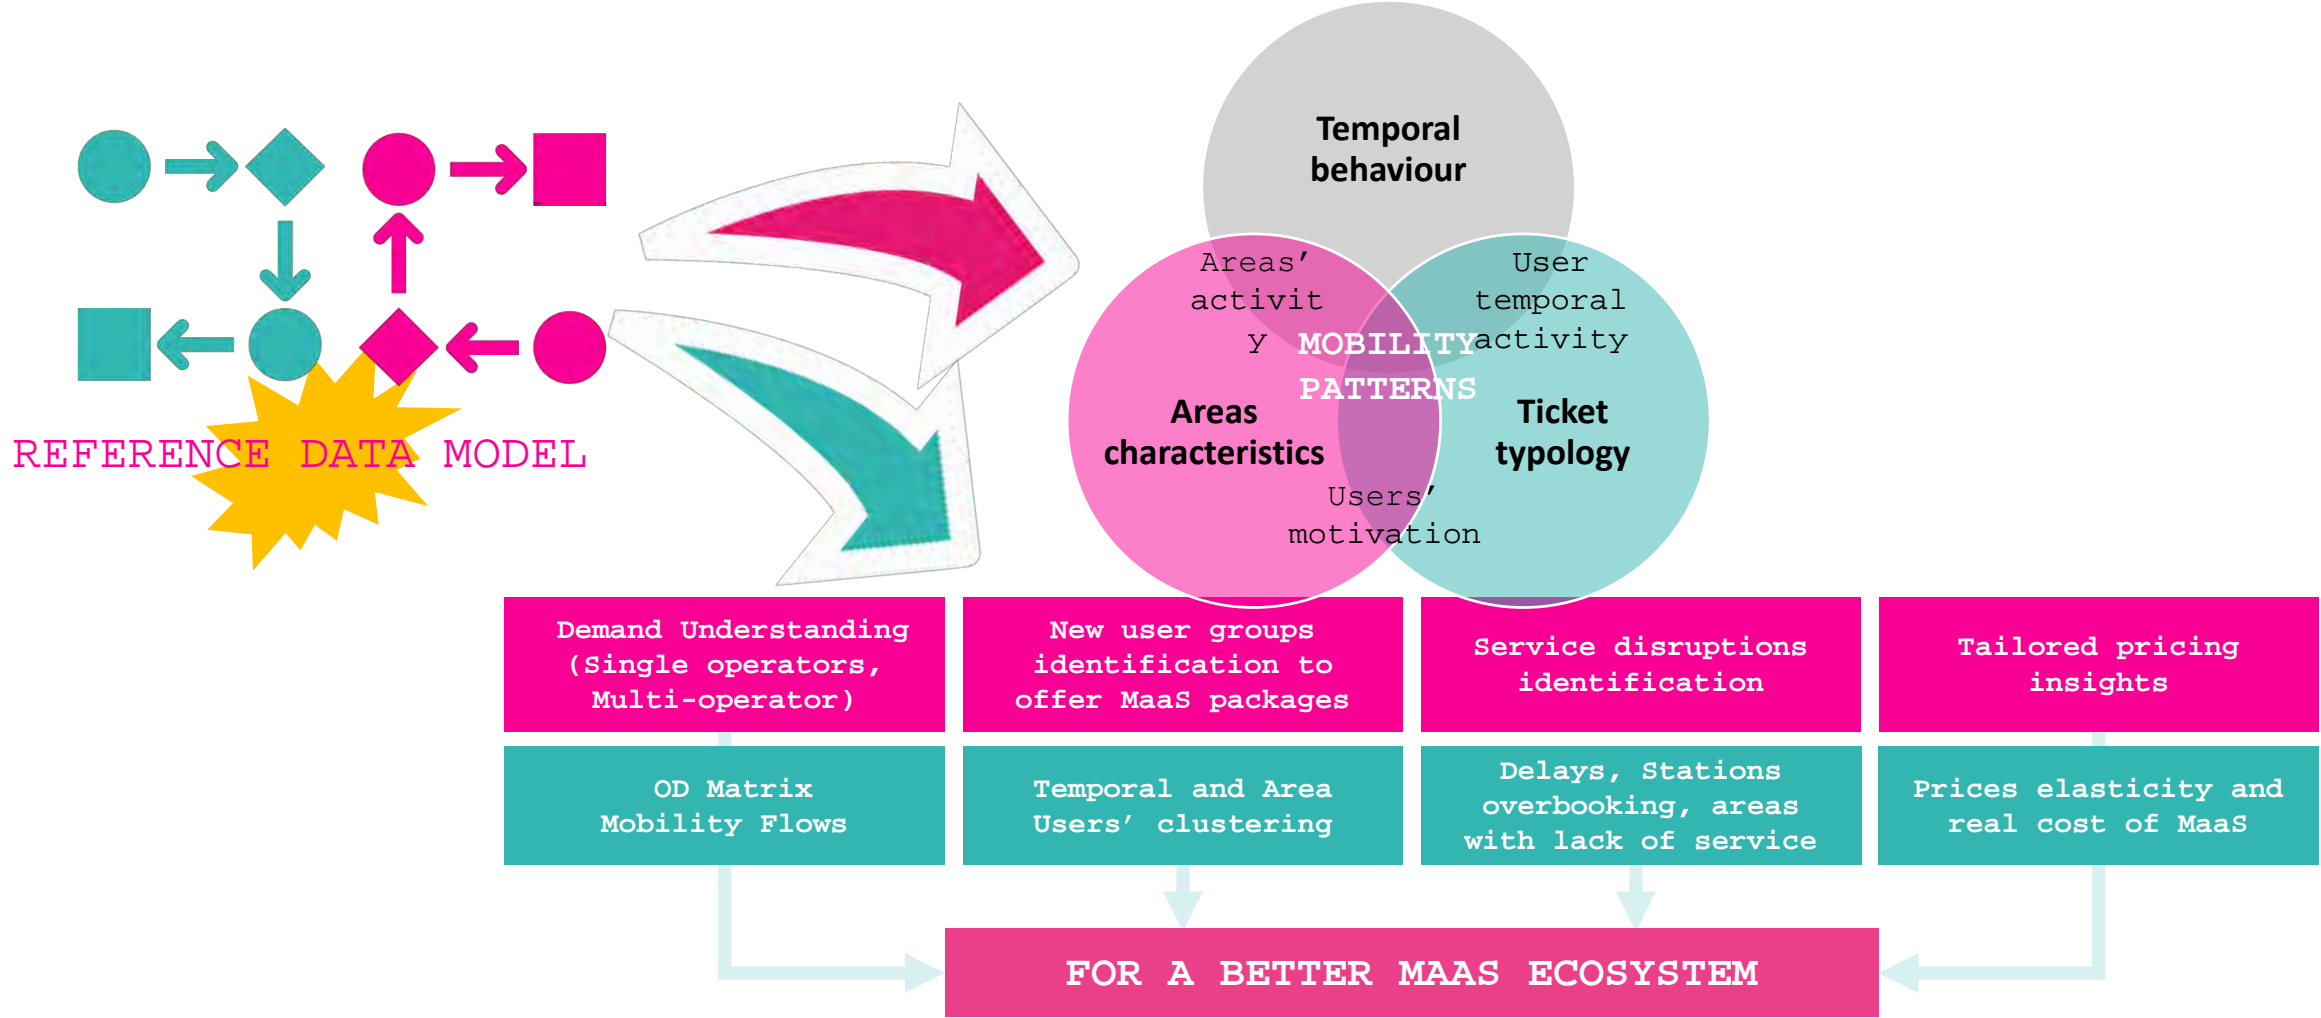 Temporal
behaviour
Areas’
activit
y
User
temporal
activity
MOBILITY
PATTERNS
Areas
characteristics
Ticket
typology
Users’
motivation
REFERENCE DATA MODEL
Demand Understanding
(Single operators,
Multi-operator)
New user groups
identification to
offer MaaS packages
Service disruptions
identification
Tailored pricing
insights
OD Matrix
Mobility Flows
Temporal and Area
Users’ clustering
Delays, Stations
overbooking, areas
with lack of service
Prices elasticity and
real cost of MaaS
FOR A BETTER MAAS ECOSYSTEM